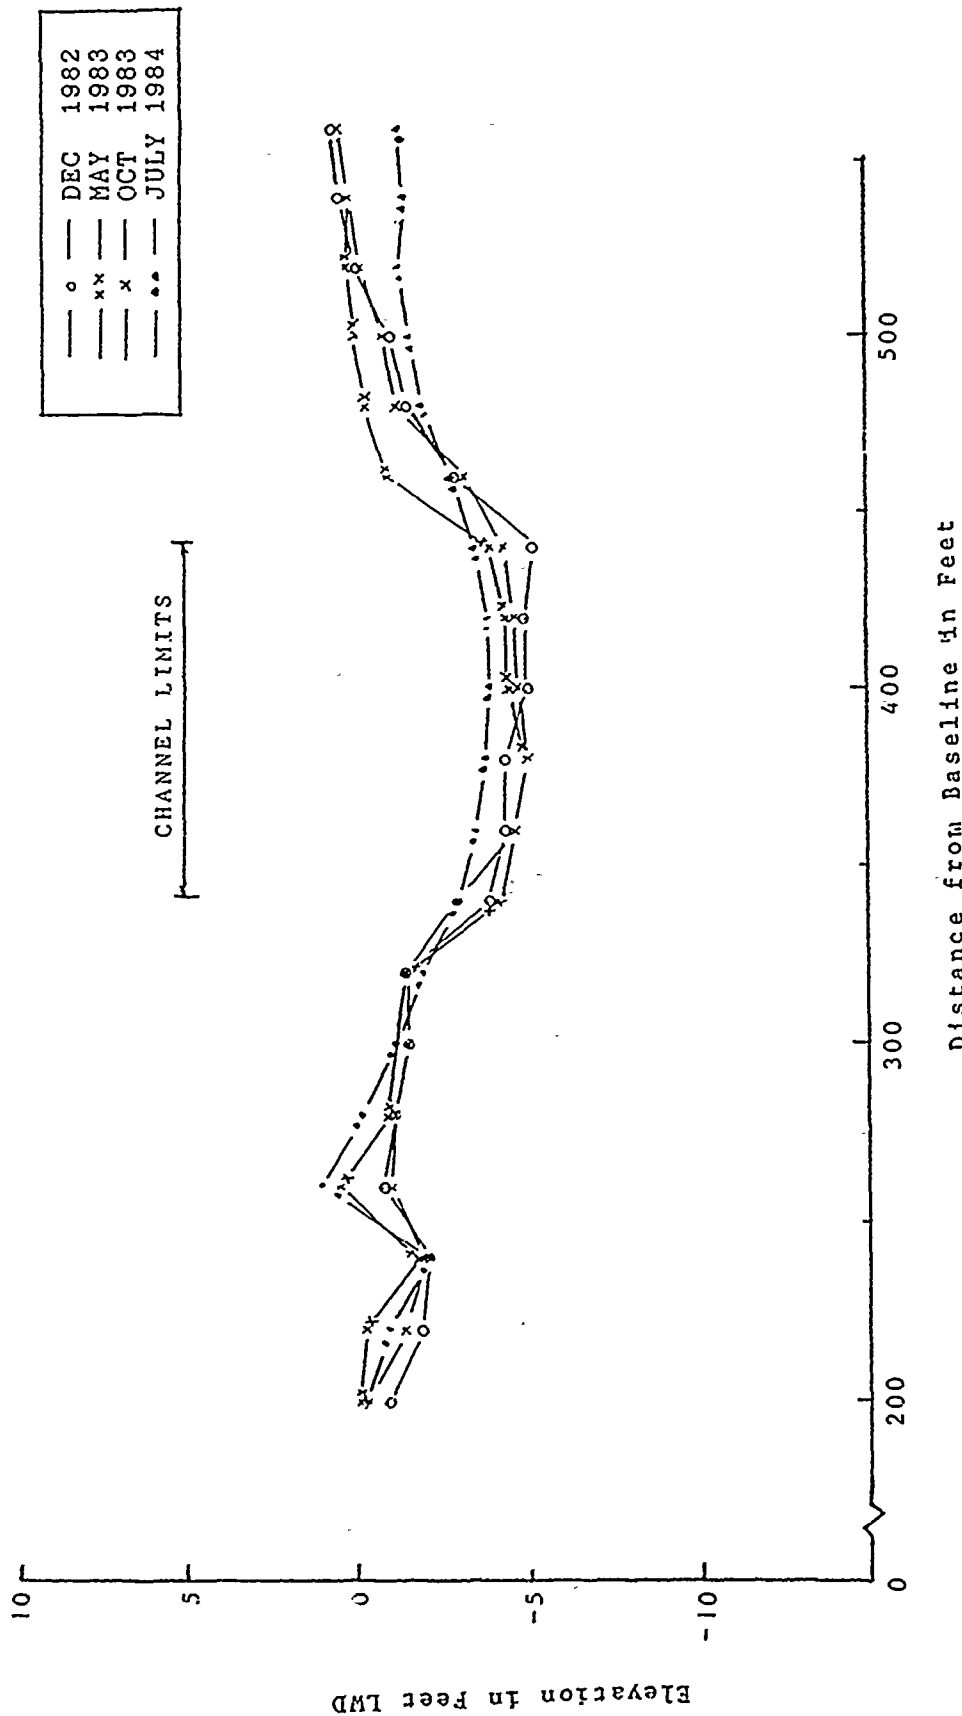 DEC 1982
MAY 1983
OCT 1983
JULY 1984
CHANNEL LIMITS
10
5
0
-5
-10
Elevation in Feet LWD
0
200
300
400
500
Distance from Baseline in Feet